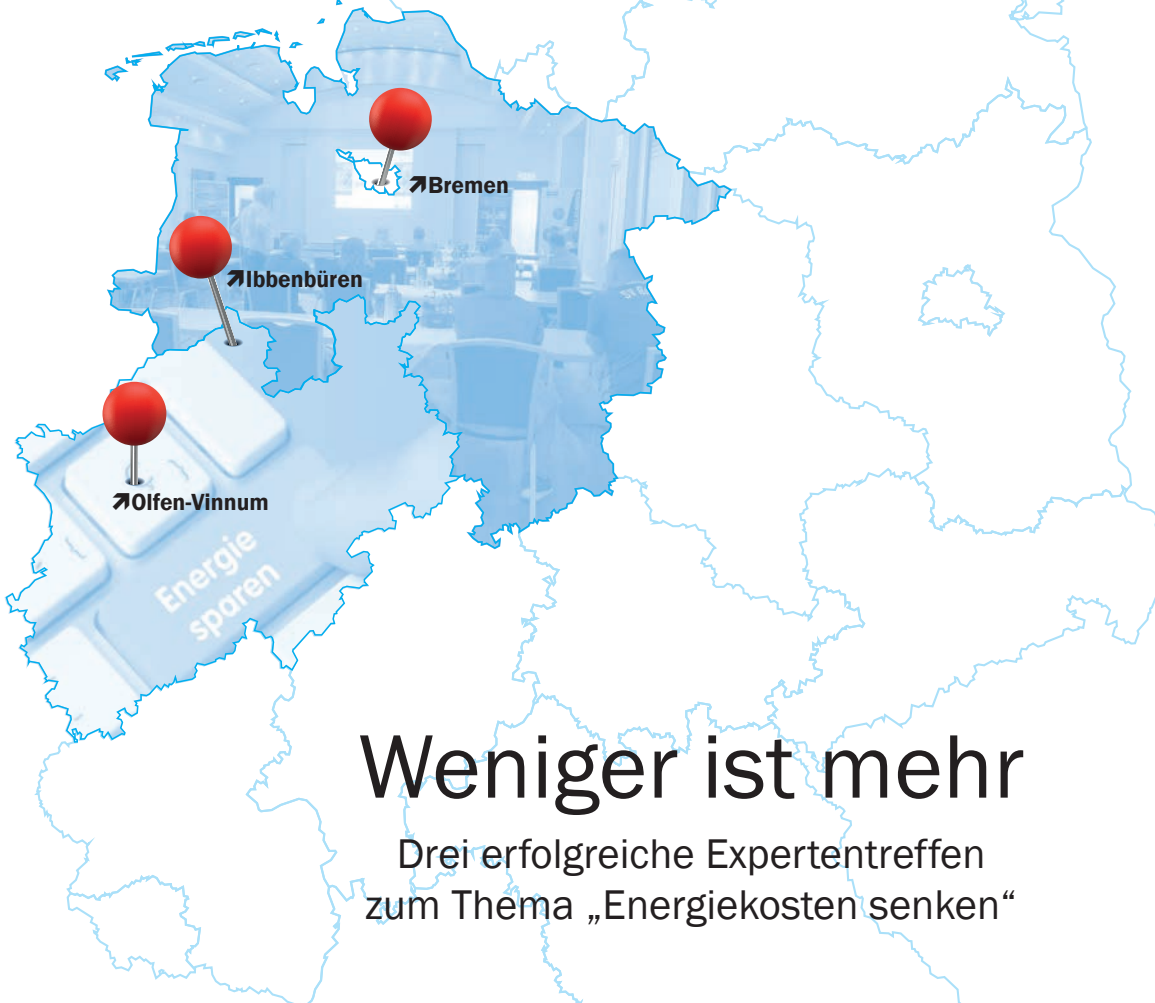 ↗Bremen
↗Ibbenbüren
↗Olfen-Vinnum
Energie
sparen
Weniger ist mehr
Drei erfolgreiche Expertentreffen
zum Thema „Energiekosten senken“